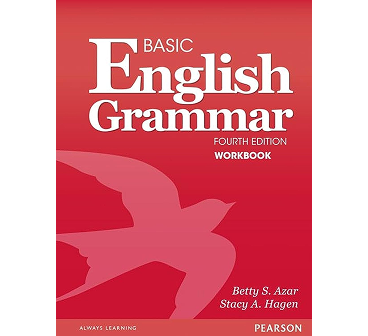 BASIC
English
Grammar
FOURTH EDITION
WORKBOOK
Betty S. Azar
Stacy A. Hagen
ALWAYS LEARNING
PEARSON